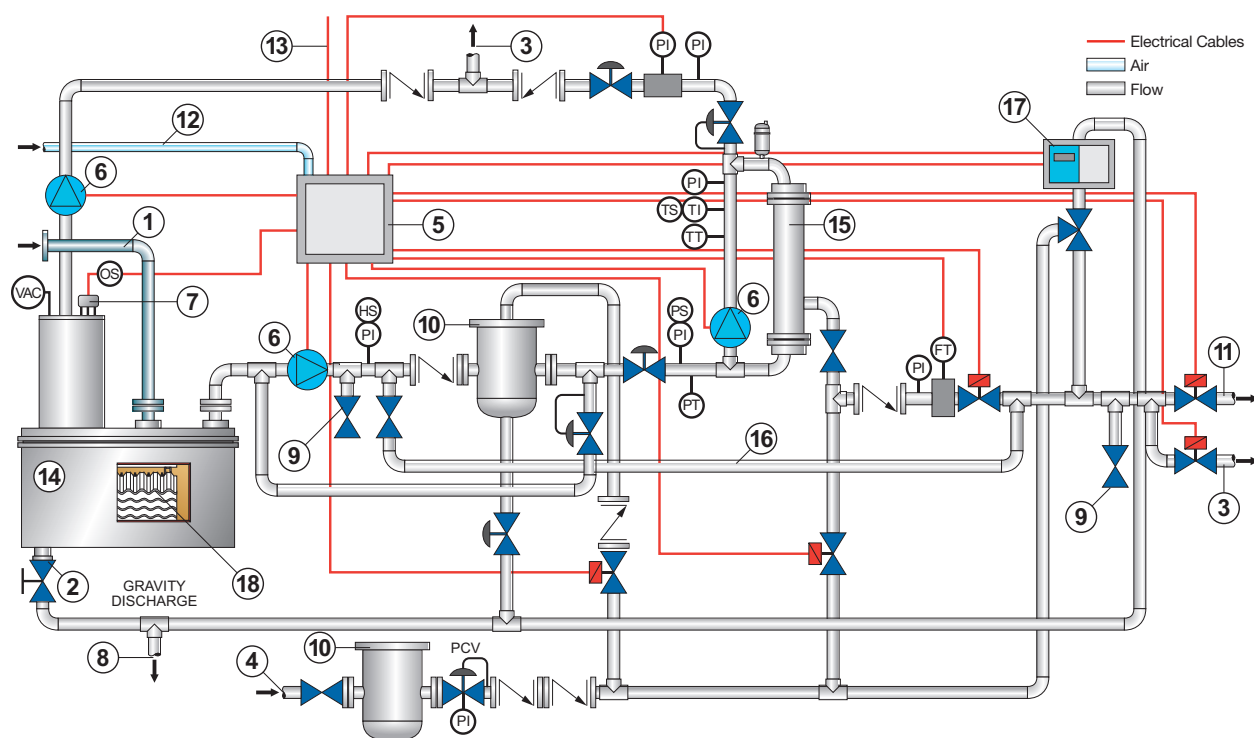 13
3
PI
PI
Electrical Cables
Air
Flow
12
17
6
5
PI
TS
TI
TT
15
1
OS
VAC
7
10
HS
PI
6
PS
PI
6
PT
PI
FT
11
9
16
14
9
3
18
2
GRAVITY
DISCHARGE
8
10
PCV
4
PI